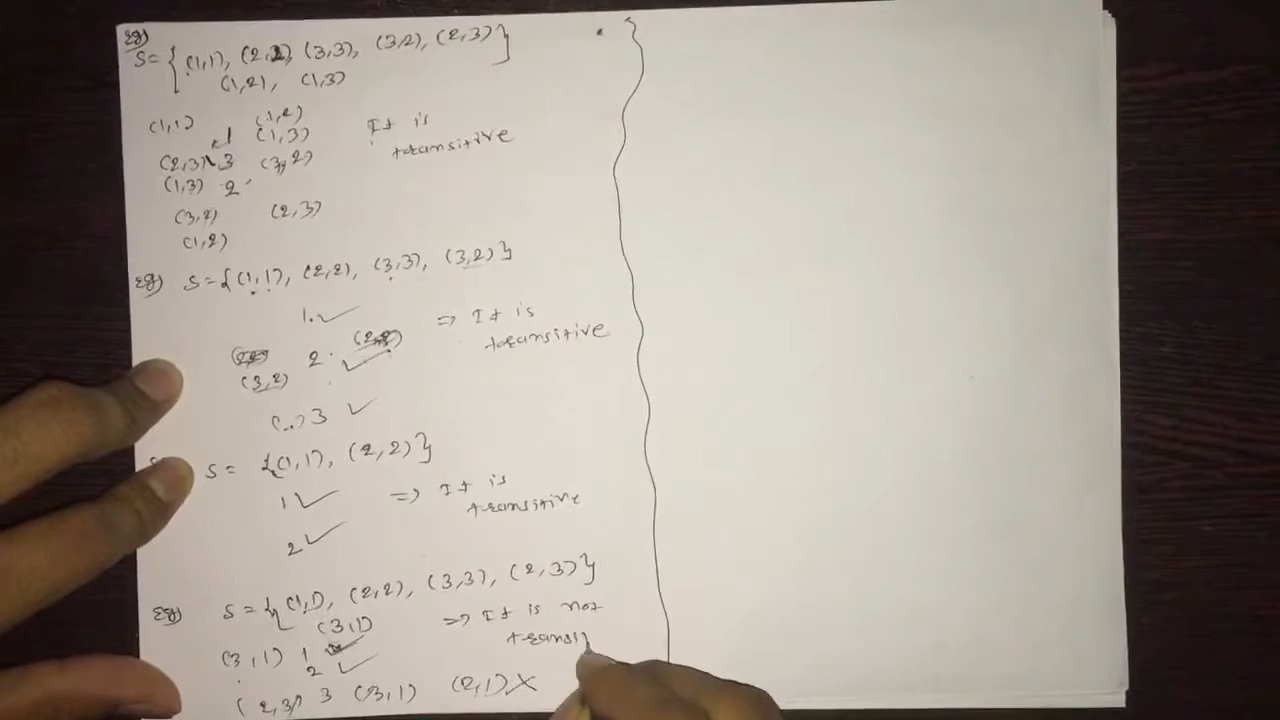 Eg)
S = { (1,1), (2,2), (3,3), (3,2), (2,3) }
(1,2), (1,3)
(1,1) (1,2)
1 (1,3) It is
(2,3) 3 (3,2) transitive
(1,3) 2
(3,2) (2,3)
(1,2)
Eg) S = { (1,1), (2,2), (3,3), (3,2) }
1. ✓ ⇒ It is
2. ✓ transitive
(3,2)
(..) 3 ✓
S = { (1,1), (2,2) }
1 ✓ ⇒ It is
transitive
2 ✓
Eg) S = { (1,1), (2,2), (3,3), (2,3) }
(3,1) ⇒ It is not
transi
(3,1) 1 ✓
2 ✓
(2,3) 3 (3,1) (2,1) X